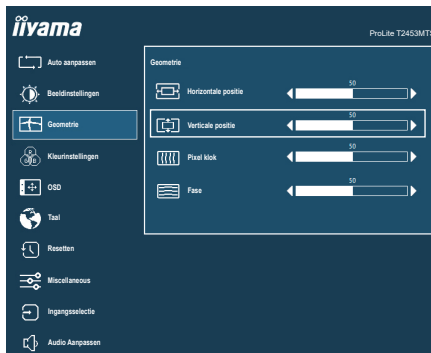 iiyama
ProLite T2453MTS
Auto aanpassen
Beeldinstellingen
Geometrie
Kleurinstellingen
OSD
Taal
Resetten
Miscellaneous
Ingangsselectie
Audio Aanpassen
Geometrie
Horizontale positie
50
Verticale positie
50
Pixel klok
50
Fase
50
R
G B